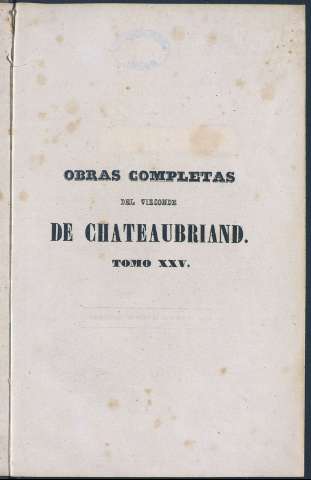 OBRAS COMPLETAS
DEL VIZCONDE
DE CHATEAUBRIAND.
TOMO XXV.